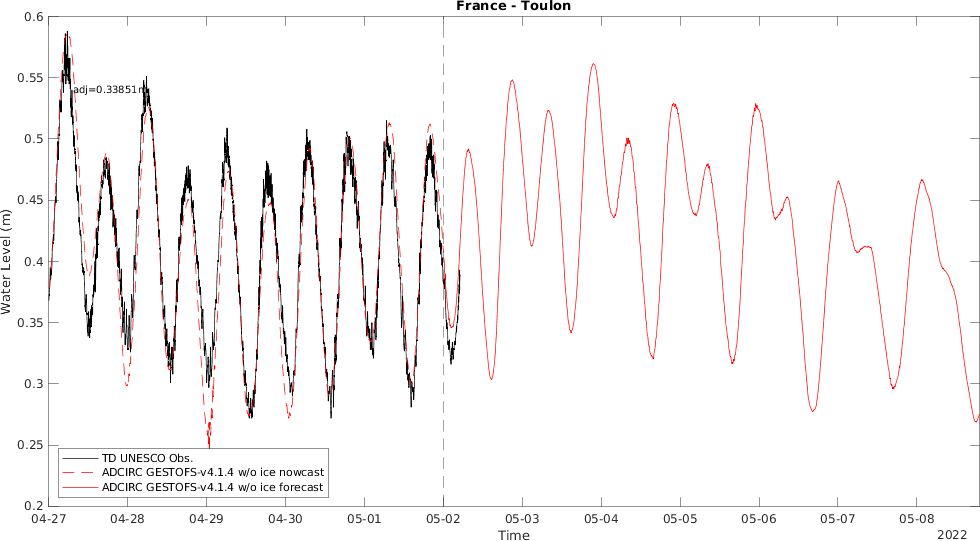 France - Toulon
0.6
0.55
0.5
0.45
0.4
0.35
0.3
0.25
0.2
Water Level (m)
adj=0.33851m
TD UNESCO Obs.
ADCIRC GESTOFS-v4.1.4 w/o ice nowcast
ADCIRC GESTOFS-v4.1.4 w/o ice forecast
04-27 04-28 04-29 04-30 05-01 05-02 05-03 05-04 05-05 05-06 05-07 05-08
Time
2022